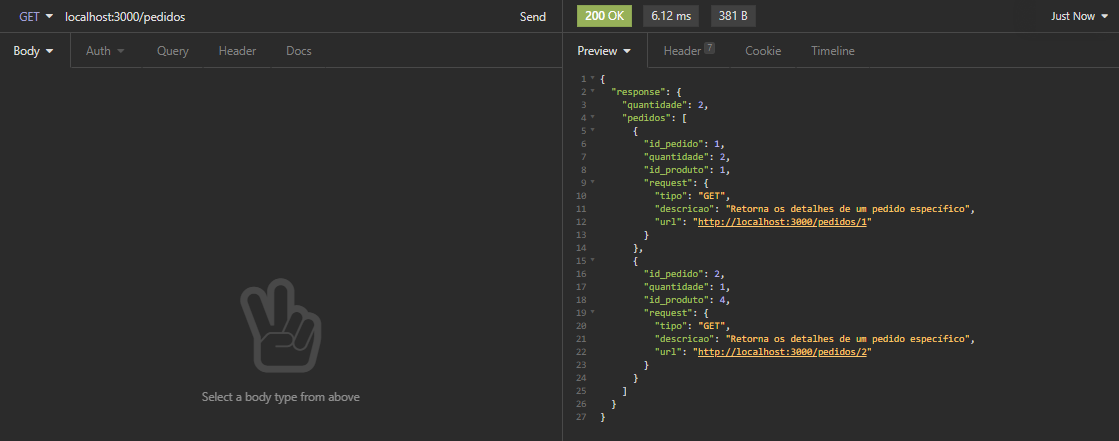 GET localhost:3000/pedidos Send
200 OK 6.12 ms 381 B Just Now
Body Auth Query Header Docs
Preview Header 7 Cookie Timeline
Select a body type from above
1 {
2 "response": {
3 "quantidade": 2,
4 "pedidos": [
5 {
6 "id_pedido": 1,
7 "quantidade": 2,
8 "id_produto": 1,
9 "request": {
10 "tipo": "GET",
11 "descricao": "Retorna os detalhes de um pedido específico",
12 "url": "http://localhost:3000/pedidos/1"
13 }
14 },
15 {
16 "id_pedido": 2,
17 "quantidade": 1,
18 "id_produto": 4,
19 "request": {
20 "tipo": "GET",
21 "descricao": "Retorna os detalhes de um pedido específico",
22 "url": "http://localhost:3000/pedidos/2"
23 }
24 }
25 ]
26 }
27 }